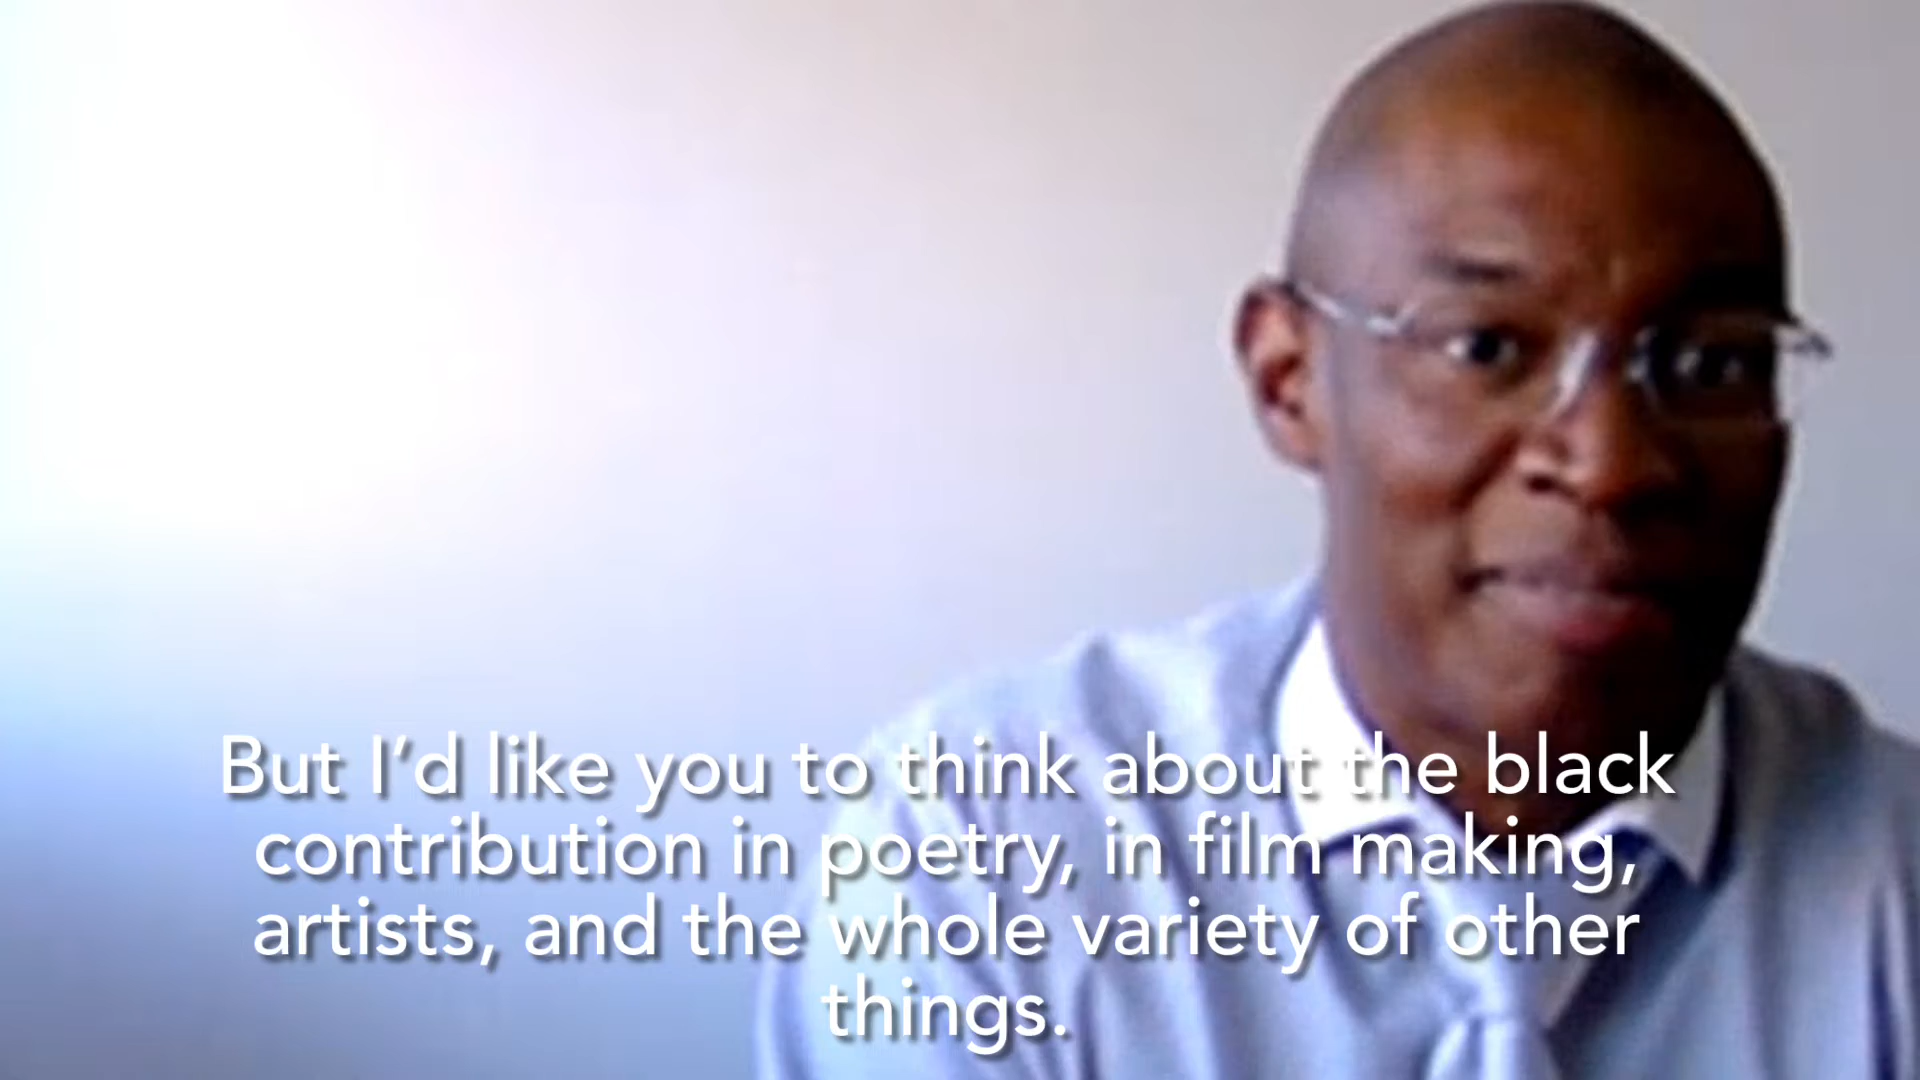 But I’d like you to think about the black
contribution in poetry, in film making,
artists, and the whole variety of other
things.